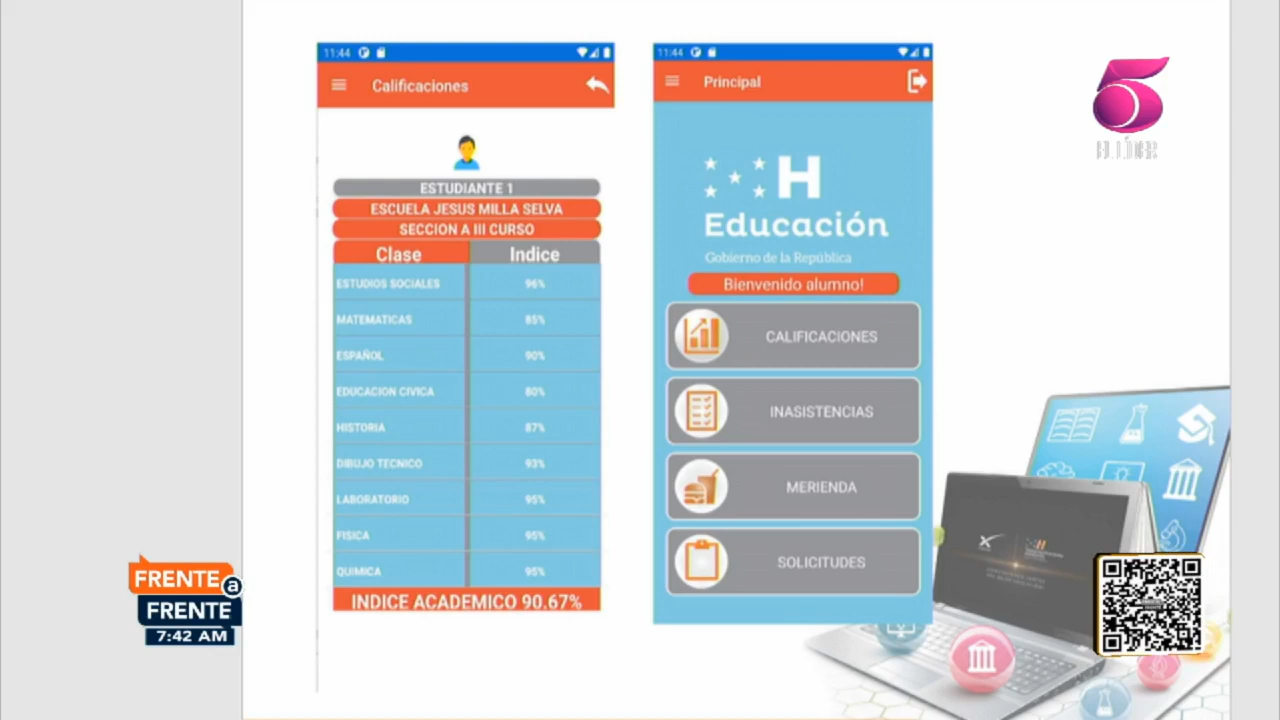 11:44
Calificaciones
ESTUDIANTE 1
ESCUELA JESUS MILLA SELVA
SECCION A III CURSO
Clase Indice
ESTUDIOS SOCIALES 96%
MATEMATICAS 85%
ESPAÑOL 90%
EDUCACION CIVICA 80%
HISTORIA 87%
DIBUJO TECNICO 93%
LABORATORIO 95%
FISICA 95%
QUIMICA 95%
INDICE ACADEMICO 90.67%
11:44
Principal
H
Educación
Gobierno de la República
Bienvenido alumno!
CALIFICACIONES
INASISTENCIAS
MERIENDA
SOLICITUDES
5
EL LÍDER
FRENTE a
FRENTE
7:42 AM